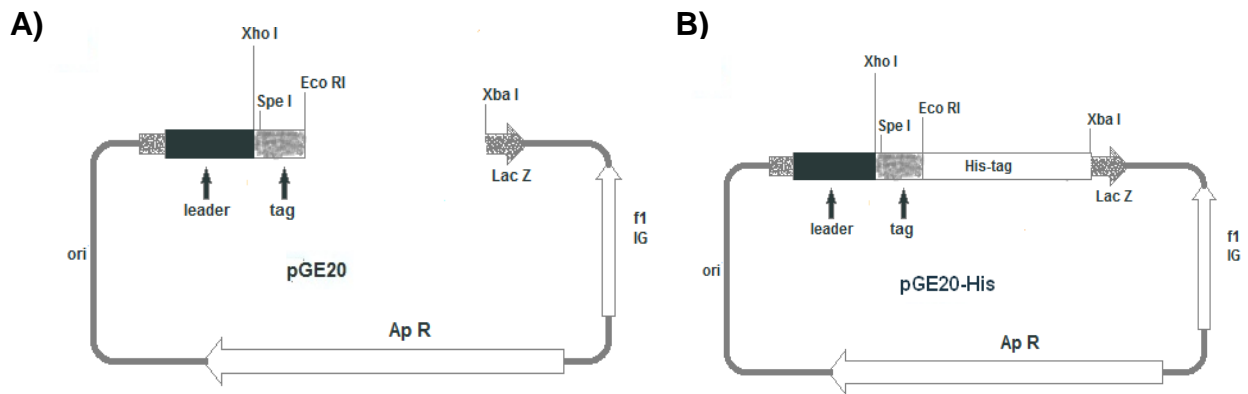 A)
Xho I
Spe I
Eco RI
Xba I
Lac Z
leader
tag
ori
pGE20
f1
IG
Ap R
B)
Xho I
Spe I
Eco RI
Xba I
His-tag
Lac Z
leader
tag
ori
pGE20-His
f1
IG
Ap R